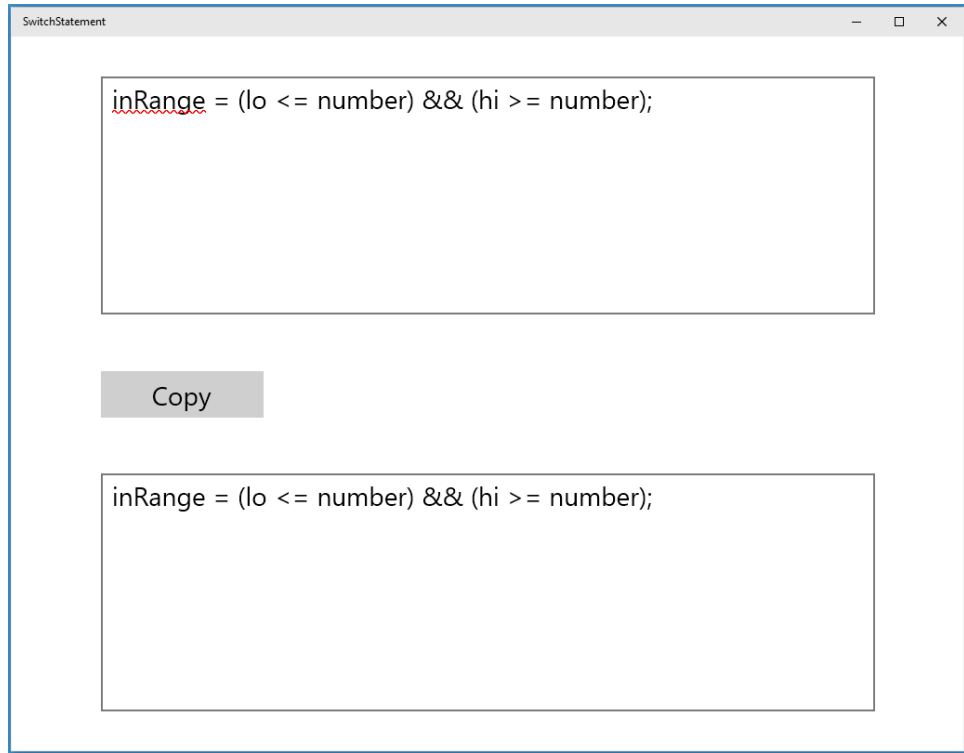 SwitchStatement
inRange = (lo <= number) && (hi >= number);
Copy
inRange = (lo <= number) && (hi >= number);